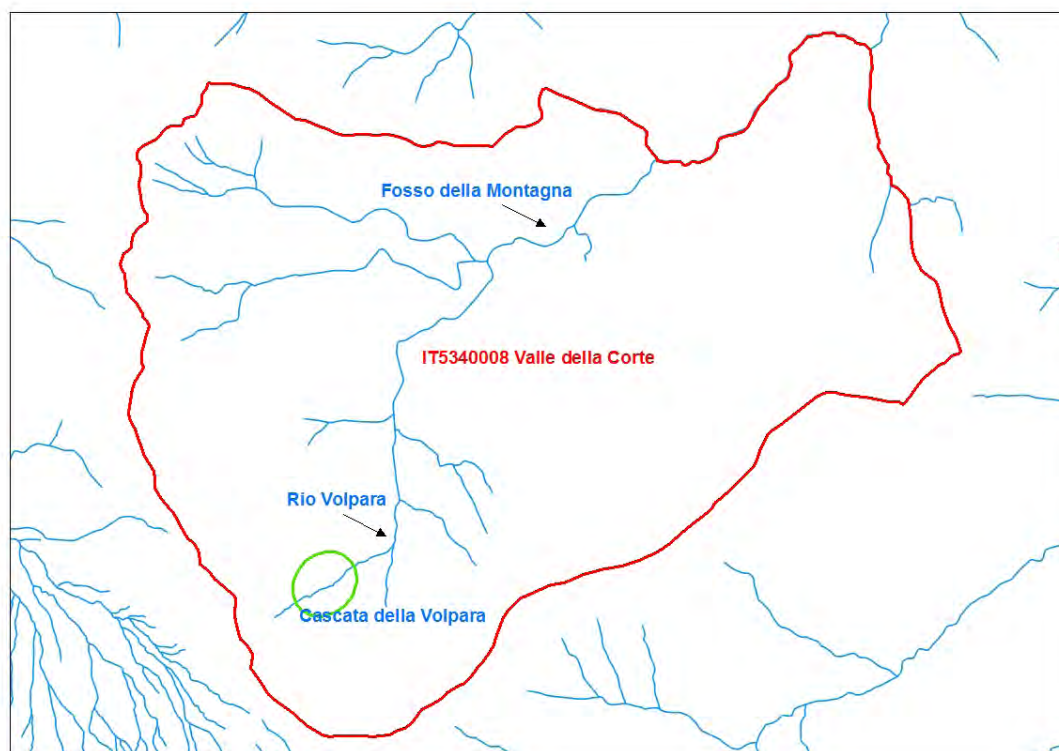 Fosso della Montagna
IT5340008 Valle della Corte
Rio Volpara
Cascata della Volpara